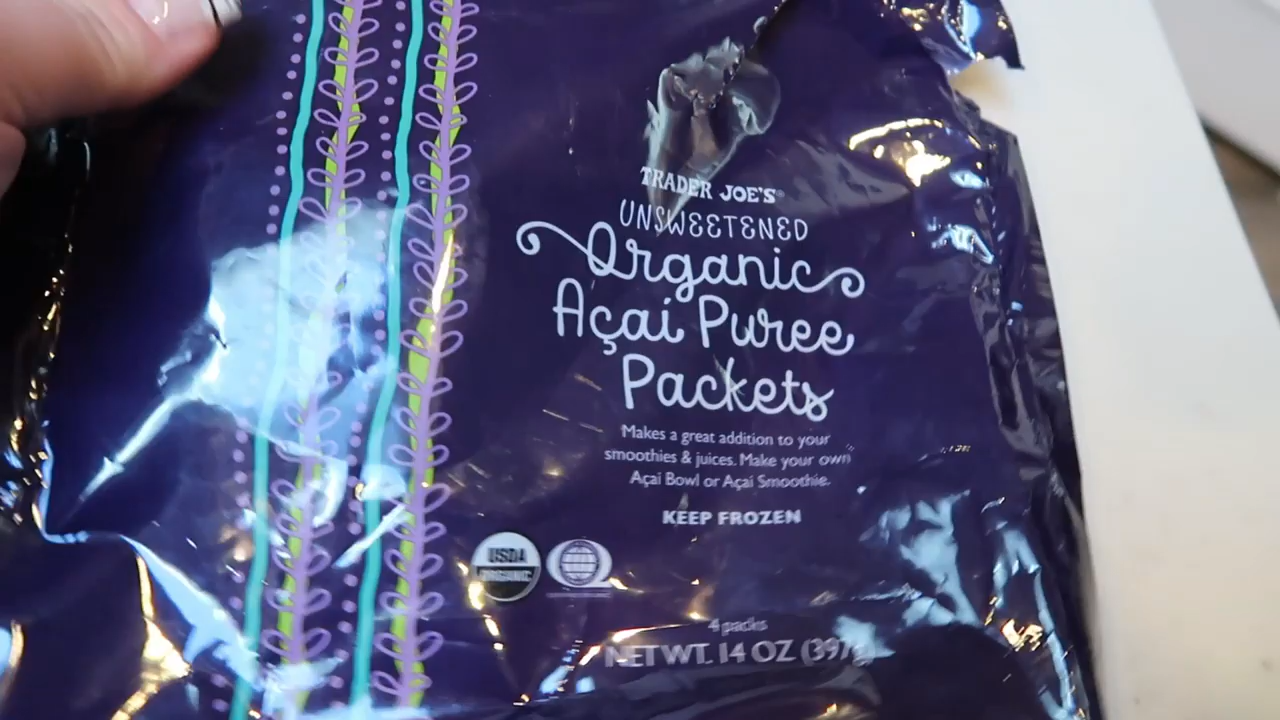 TRADER JOE'S®
UNSWEETENED
Organic
Açaí Puree
Packets
Makes a great addition to your
smoothies & juices. Make your own
Açaí Bowl or Açaí Smoothie.
KEEP FROZEN
USDA
ORGANIC
4 packs
NET WT. 14 OZ (397g